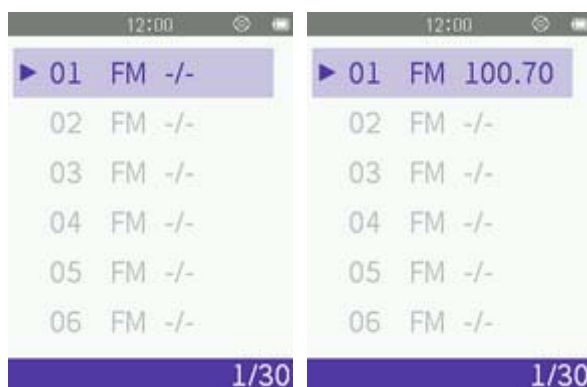 12:00
▶ 01 FM -/-
02 FM -/-
03 FM -/-
04 FM -/-
05 FM -/-
06 FM -/-
1/30
12:00
▶ 01 FM 100.70
02 FM -/-
03 FM -/-
04 FM -/-
05 FM -/-
06 FM -/-
1/30